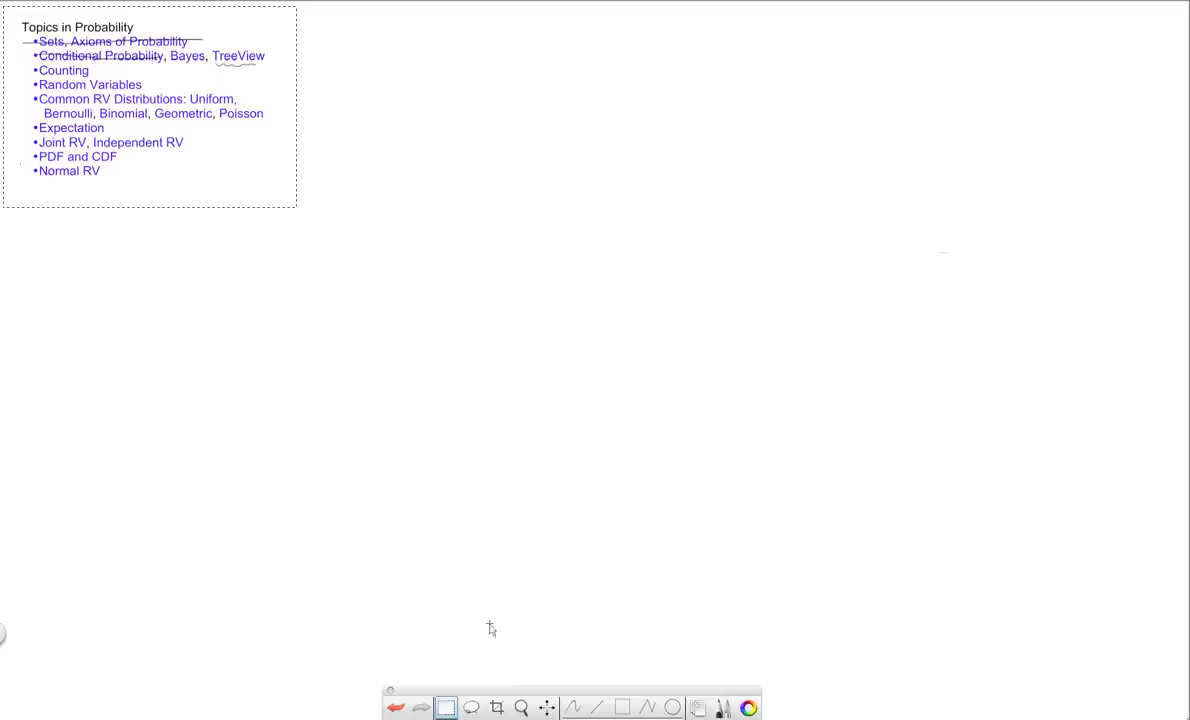 Topics in Probability
•Sets, Axioms of Probability
•Conditional Probability, Bayes, TreeView
•Counting
•Random Variables
•Common RV Distributions: Uniform,
Bernoulli, Binomial, Geometric, Poisson
•Expectation
•Joint RV, Independent RV
•PDF and CDF
•Normal RV